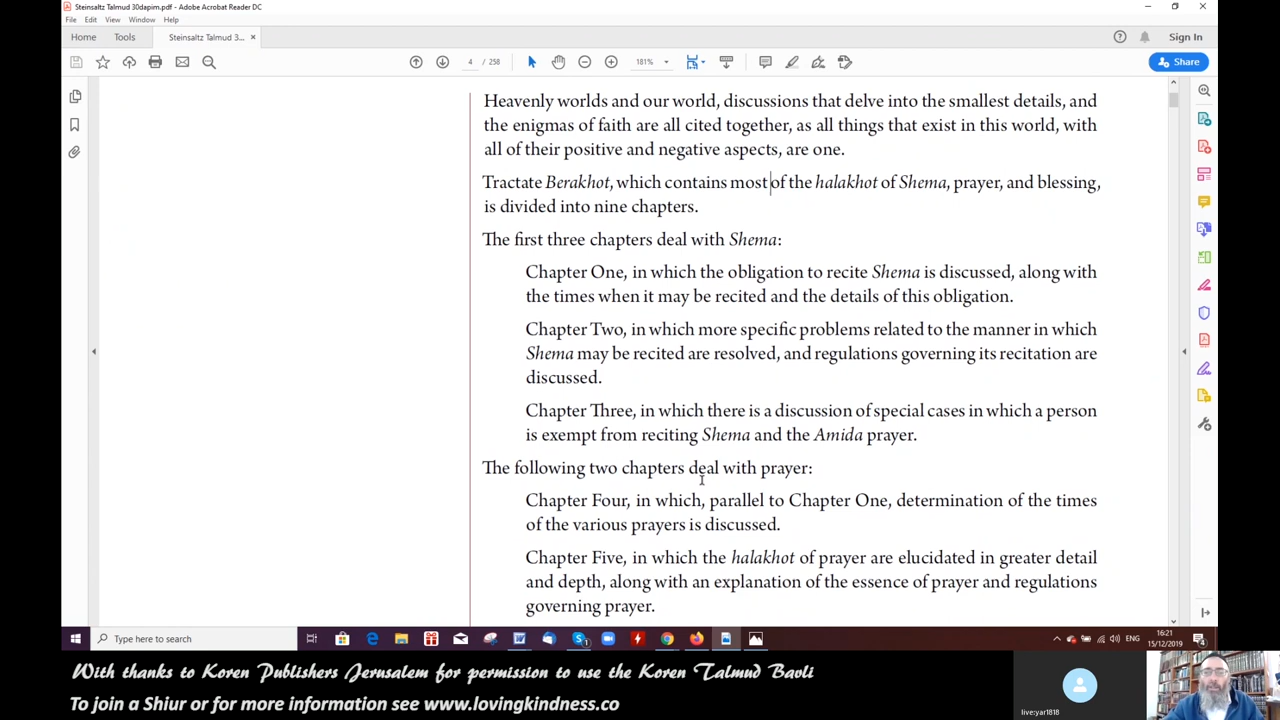 Steinsaltz Talmud 30dapim.pdf - Adobe Acrobat Reader DC
File Edit View Window Help
Home Tools Steinsaltz Talmud 3... × Sign In
4 / 258 181% Share
Heavenly worlds and our world, discussions that delve into the smallest details, and
the enigmas of faith are all cited together, as all things that exist in this world, with
all of their positive and negative aspects, are one.
Tractate Berakhot, which contains most of the halakhot of Shema, prayer, and blessing,
is divided into nine chapters.
The first three chapters deal with Shema:
Chapter One, in which the obligation to recite Shema is discussed, along with
the times when it may be recited and the details of this obligation.
Chapter Two, in which more specific problems related to the manner in which
Shema may be recited are resolved, and regulations governing its recitation are
discussed.
Chapter Three, in which there is a discussion of special cases in which a person
is exempt from reciting Shema and the Amida prayer.
The following two chapters deal with prayer:
Chapter Four, in which, parallel to Chapter One, determination of the times
of the various prayers is discussed.
Chapter Five, in which the halakhot of prayer are elucidated in greater detail
and depth, along with an explanation of the essence of prayer and regulations
governing prayer.
Type here to search
ENG
16:21
15/12/2019
With thanks to Koren Publishers Jerusalem for permission to use the Koren Talmud Bavli
To join a Shiur or for more information see www.lovingkindness.co
live:yar1818